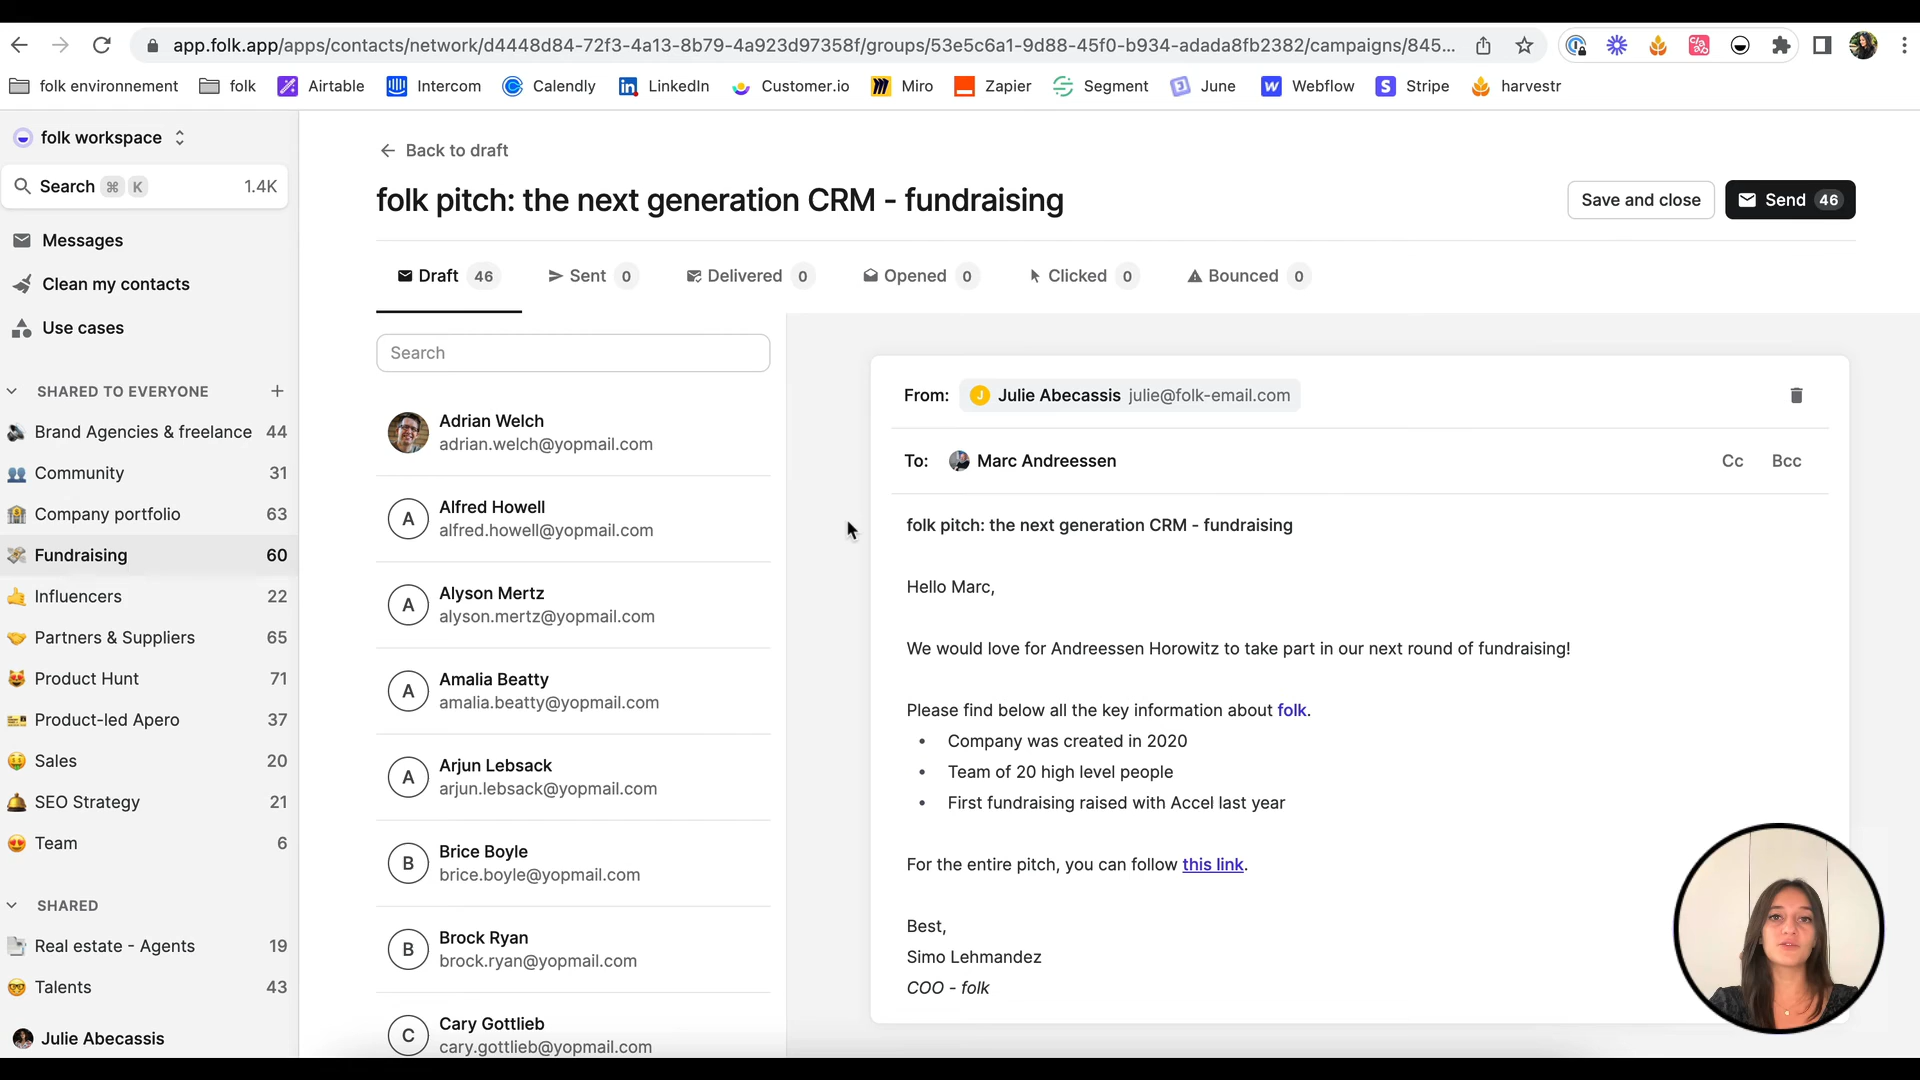 app.folk.app/apps/contacts/network/d4448d84-72f3-4a13-8b79-4a923d97358f/groups/53e5c6a1-9d88-45f0-b934-adada8fb2382/campaigns/845...
folk environnement
folk
Airtable
Intercom
Calendly
LinkedIn
Customer.io
Miro
Zapier
Segment
June
Webflow
Stripe
harvestr
folk workspace
Search ⌘ K 1.4K
Messages
Clean my contacts
Use cases
SHARED TO EVERYONE +
Brand Agencies & freelance 44
Community 31
Company portfolio 63
Fundraising 60
Influencers 22
Partners & Suppliers 65
Product Hunt 71
Product-led Apero 37
Sales 20
SEO Strategy 21
Team 6
SHARED
Real estate - Agents 19
Talents 43
Julie Abecassis
Back to draft
folk pitch: the next generation CRM - fundraising
Save and close
Send 46
Draft 46
Sent 0
Delivered 0
Opened 0
Clicked 0
Bounced 0
Search
Adrian Welch
adrian.welch@yopmail.com
A
Alfred Howell
alfred.howell@yopmail.com
A
Alyson Mertz
alyson.mertz@yopmail.com
A
Amalia Beatty
amalia.beatty@yopmail.com
A
Arjun Lebsack
arjun.lebsack@yopmail.com
B
Brice Boyle
brice.boyle@yopmail.com
B
Brock Ryan
brock.ryan@yopmail.com
C
Cary Gottlieb
cary.gottlieb@yopmail.com
From: J Julie Abecassis julie@folk-email.com
To: Marc Andreessen Cc Bcc
folk pitch: the next generation CRM - fundraising
Hello Marc,
We would love for Andreessen Horowitz to take part in our next round of fundraising!
Please find below all the key information about folk.
• Company was created in 2020
• Team of 20 high level people
• First fundraising raised with Accel last year
For the entire pitch, you can follow this link.
Best,
Simo Lehmandez
COO - folk